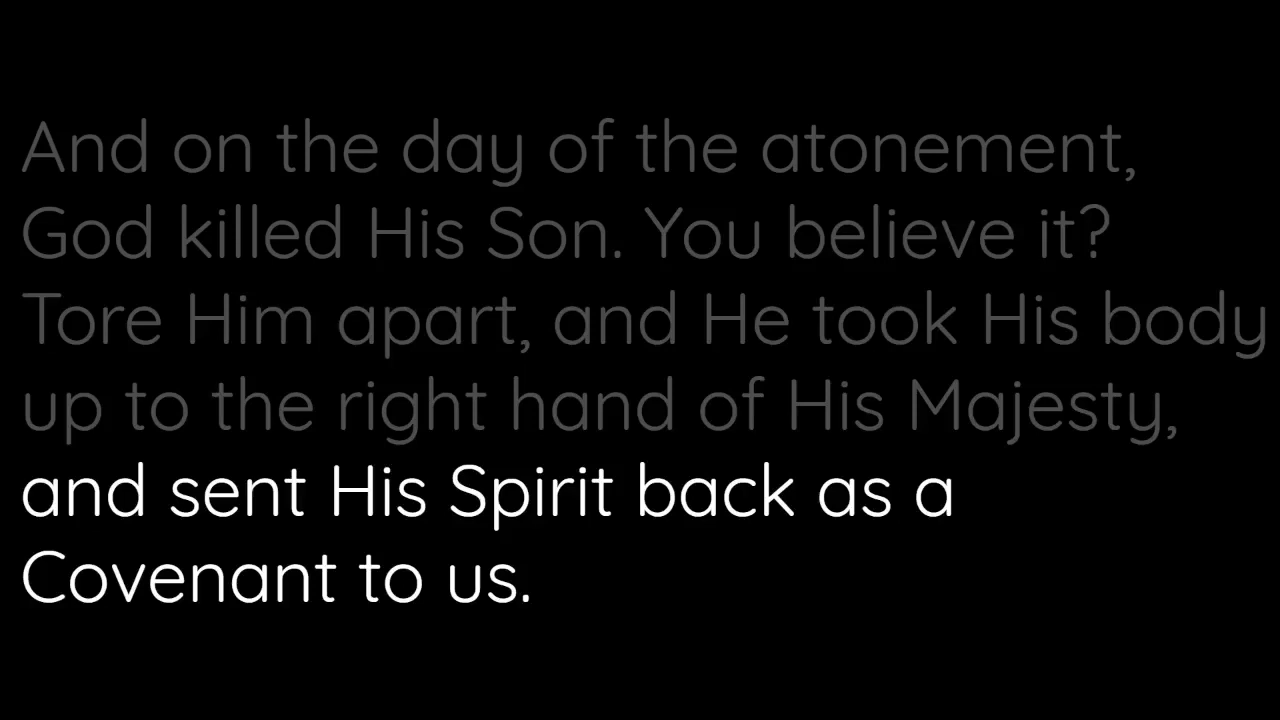 And on the day of the atonement,
God killed His Son. You believe it?
Tore Him apart, and He took His body
up to the right hand of His Majesty,
and sent His Spirit back as a
Covenant to us.